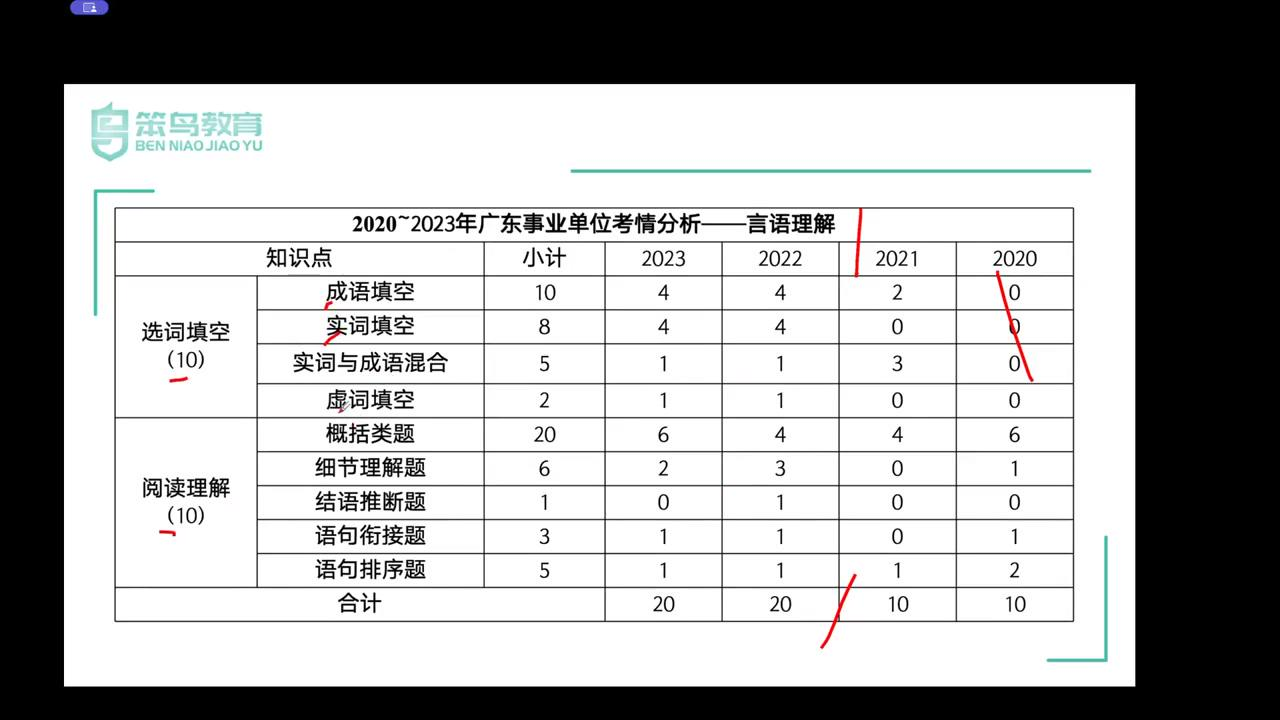 笨鸟教育
BEN NIAO JIAO YU
2020~2023年广东事业单位考情分析——言语理解
知识点 小计 2023 2022 2021 2020
选词填空
（10）
成语填空 10 4 4 2 0
实词填空 8 4 4 0 0
实词与成语混合 5 1 1 3 0
虚词填空 2 1 1 0 0
阅读理解
（10）
概括类题 20 6 4 4 6
细节理解题 6 2 3 0 1
结语推断题 1 0 1 0 0
语句衔接题 3 1 1 0 1
语句排序题 5 1 1 1 2
合计 20 20 10 10